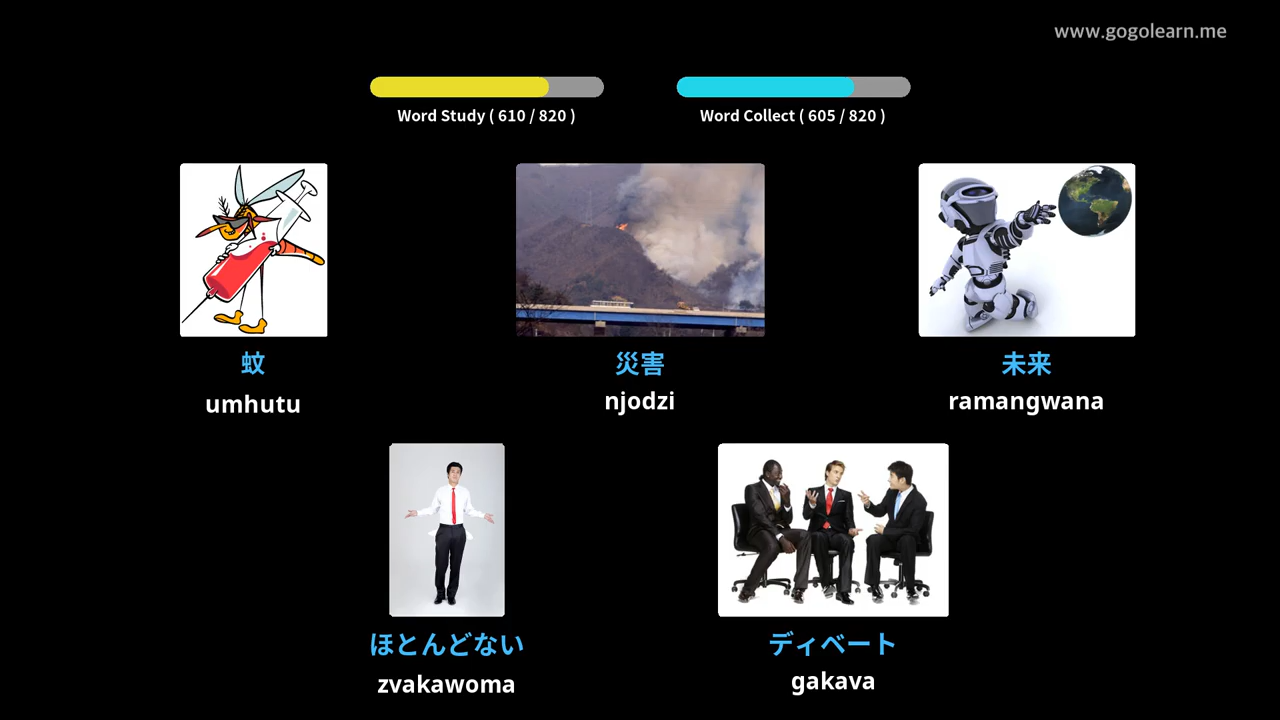 www.gogolearn.me
Word Study ( 610 / 820 )
Word Collect ( 605 / 820 )
蚊
umhutu
災害
njodzi
未来
ramangwana
ほとんどない
zvakawoma
ディベート
gakava